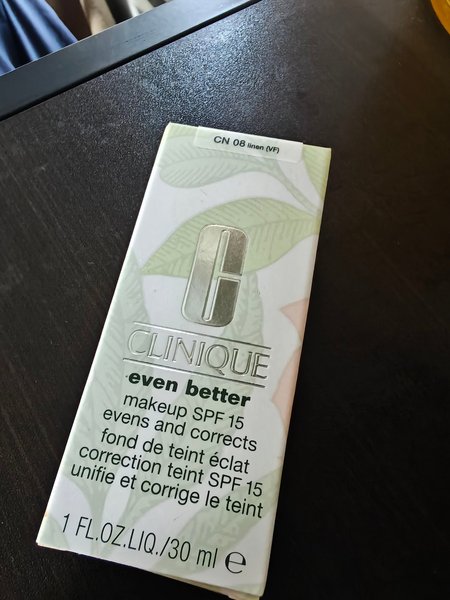 CN 08 linen (VF)
CLINIQUE
even better
makeup SPF 15
evens and corrects
fond de teint éclat
correction teint SPF 15
unifie et corrige le teint
1 FL.OZ.LIQ./30 ml ℮